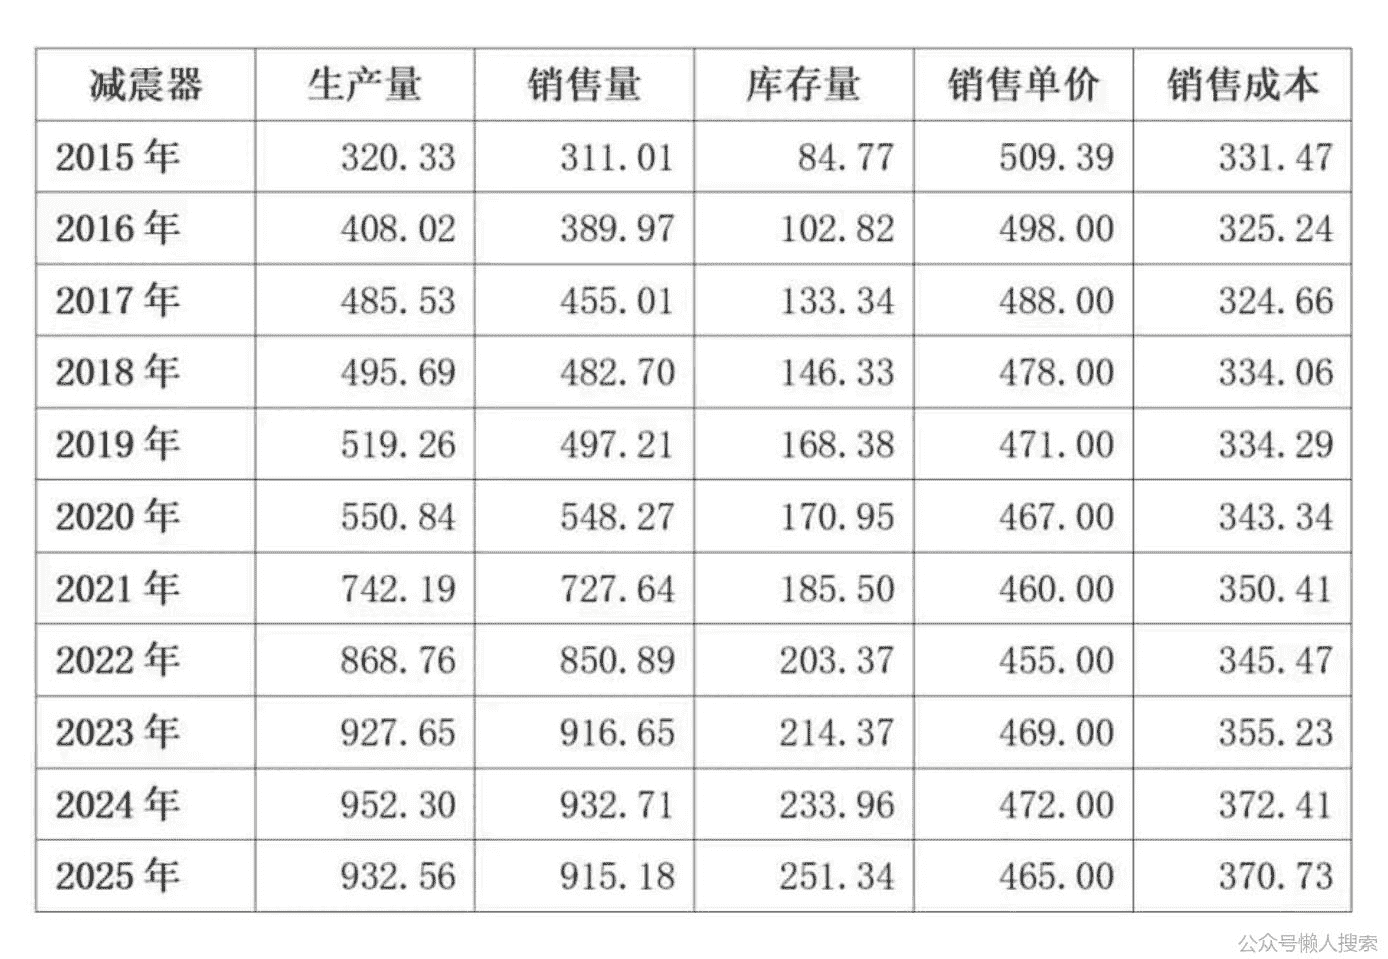 减震器 生产量 销售量 库存量 销售单价 销售成本
2015年 320.33 311.01 84.77 509.39 331.47
2016年 408.02 389.97 102.82 498.00 325.24
2017年 485.53 455.01 133.34 488.00 324.66
2018年 495.69 482.70 146.33 478.00 334.06
2019年 519.26 497.21 168.38 471.00 334.29
2020年 550.84 548.27 170.95 467.00 343.34
2021年 742.19 727.64 185.50 460.00 350.41
2022年 868.76 850.89 203.37 455.00 345.47
2023年 927.65 916.65 214.37 469.00 355.23
2024年 952.30 932.71 233.96 472.00 372.41
2025年 932.56 915.18 251.34 465.00 370.73
公众号懒人搜索